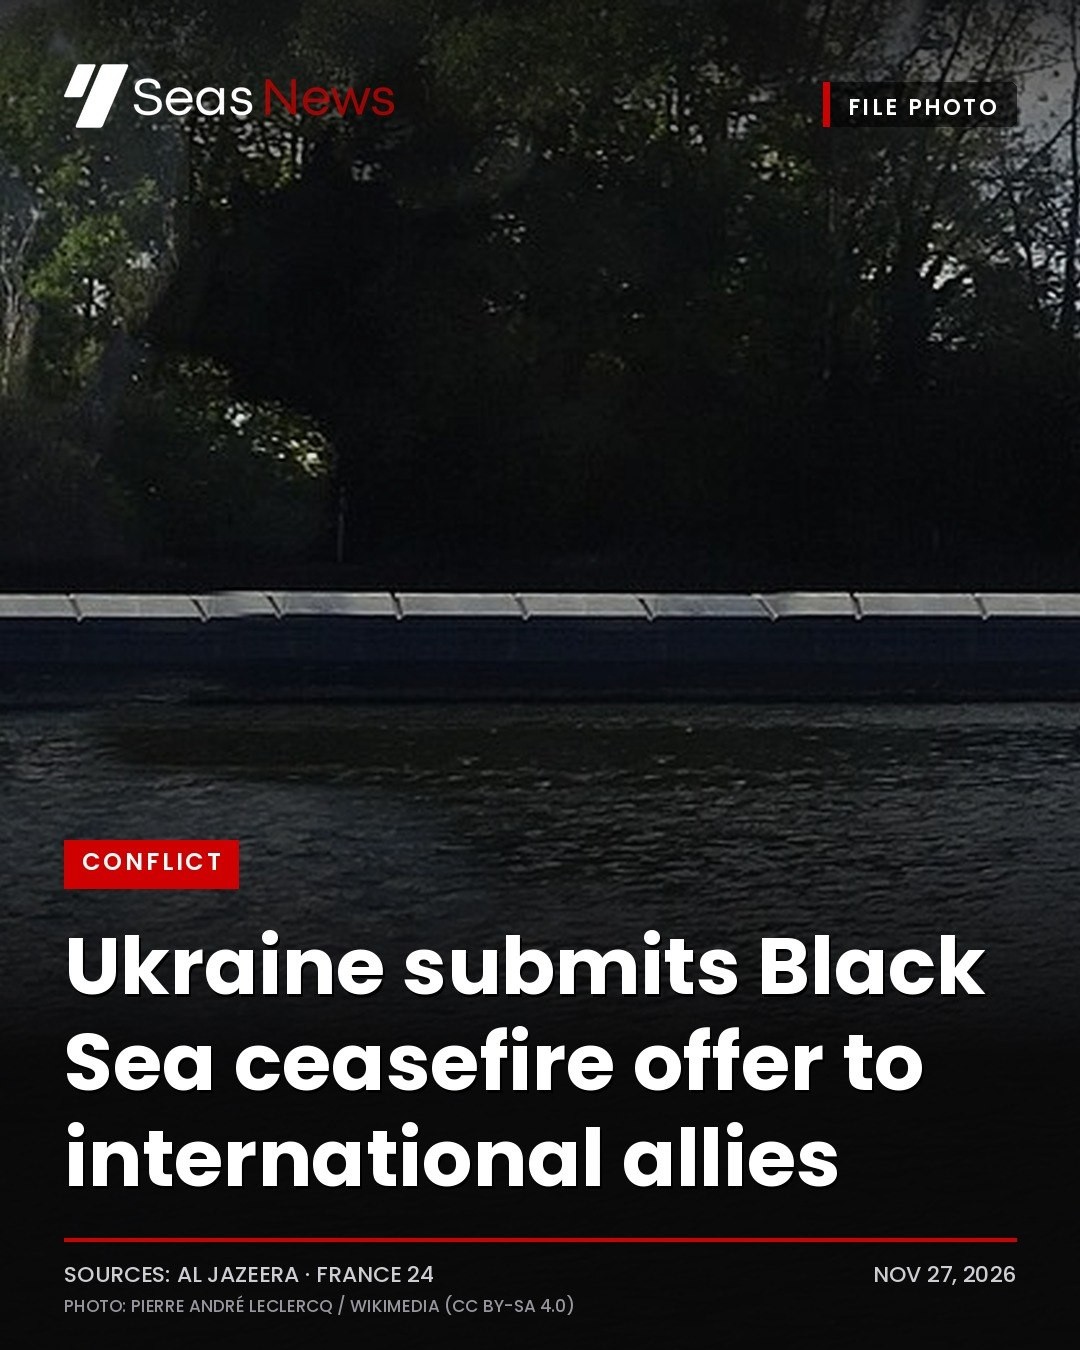 Seas News
FILE PHOTO
CONFLICT
Ukraine submits Black
Sea ceasefire offer to
international allies
SOURCES: AL JAZEERA · FRANCE 24
NOV 27, 2026
PHOTO: PIERRE ANDRÉ LECLERCQ / WIKIMEDIA (CC BY-SA 4.0)